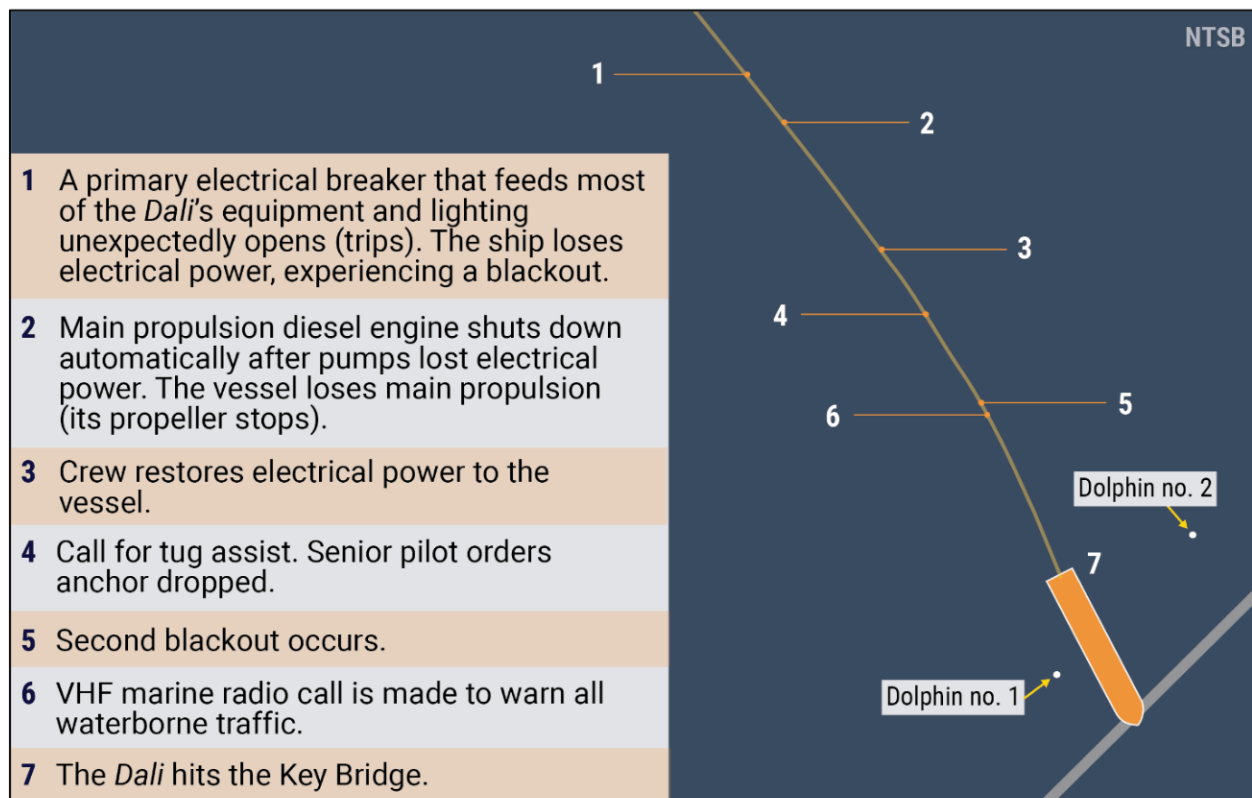 NTSB
1
2
3
4
5
6
7
Dolphin no. 2
Dolphin no. 1
1 A primary electrical breaker that feeds most
of the Dali's equipment and lighting
unexpectedly opens (trips). The ship loses
electrical power, experiencing a blackout.
2 Main propulsion diesel engine shuts down
automatically after pumps lost electrical
power. The vessel loses main propulsion
(its propeller stops).
3 Crew restores electrical power to the
vessel.
4 Call for tug assist. Senior pilot orders
anchor dropped.
5 Second blackout occurs.
6 VHF marine radio call is made to warn all
waterborne traffic.
7 The Dali hits the Key Bridge.